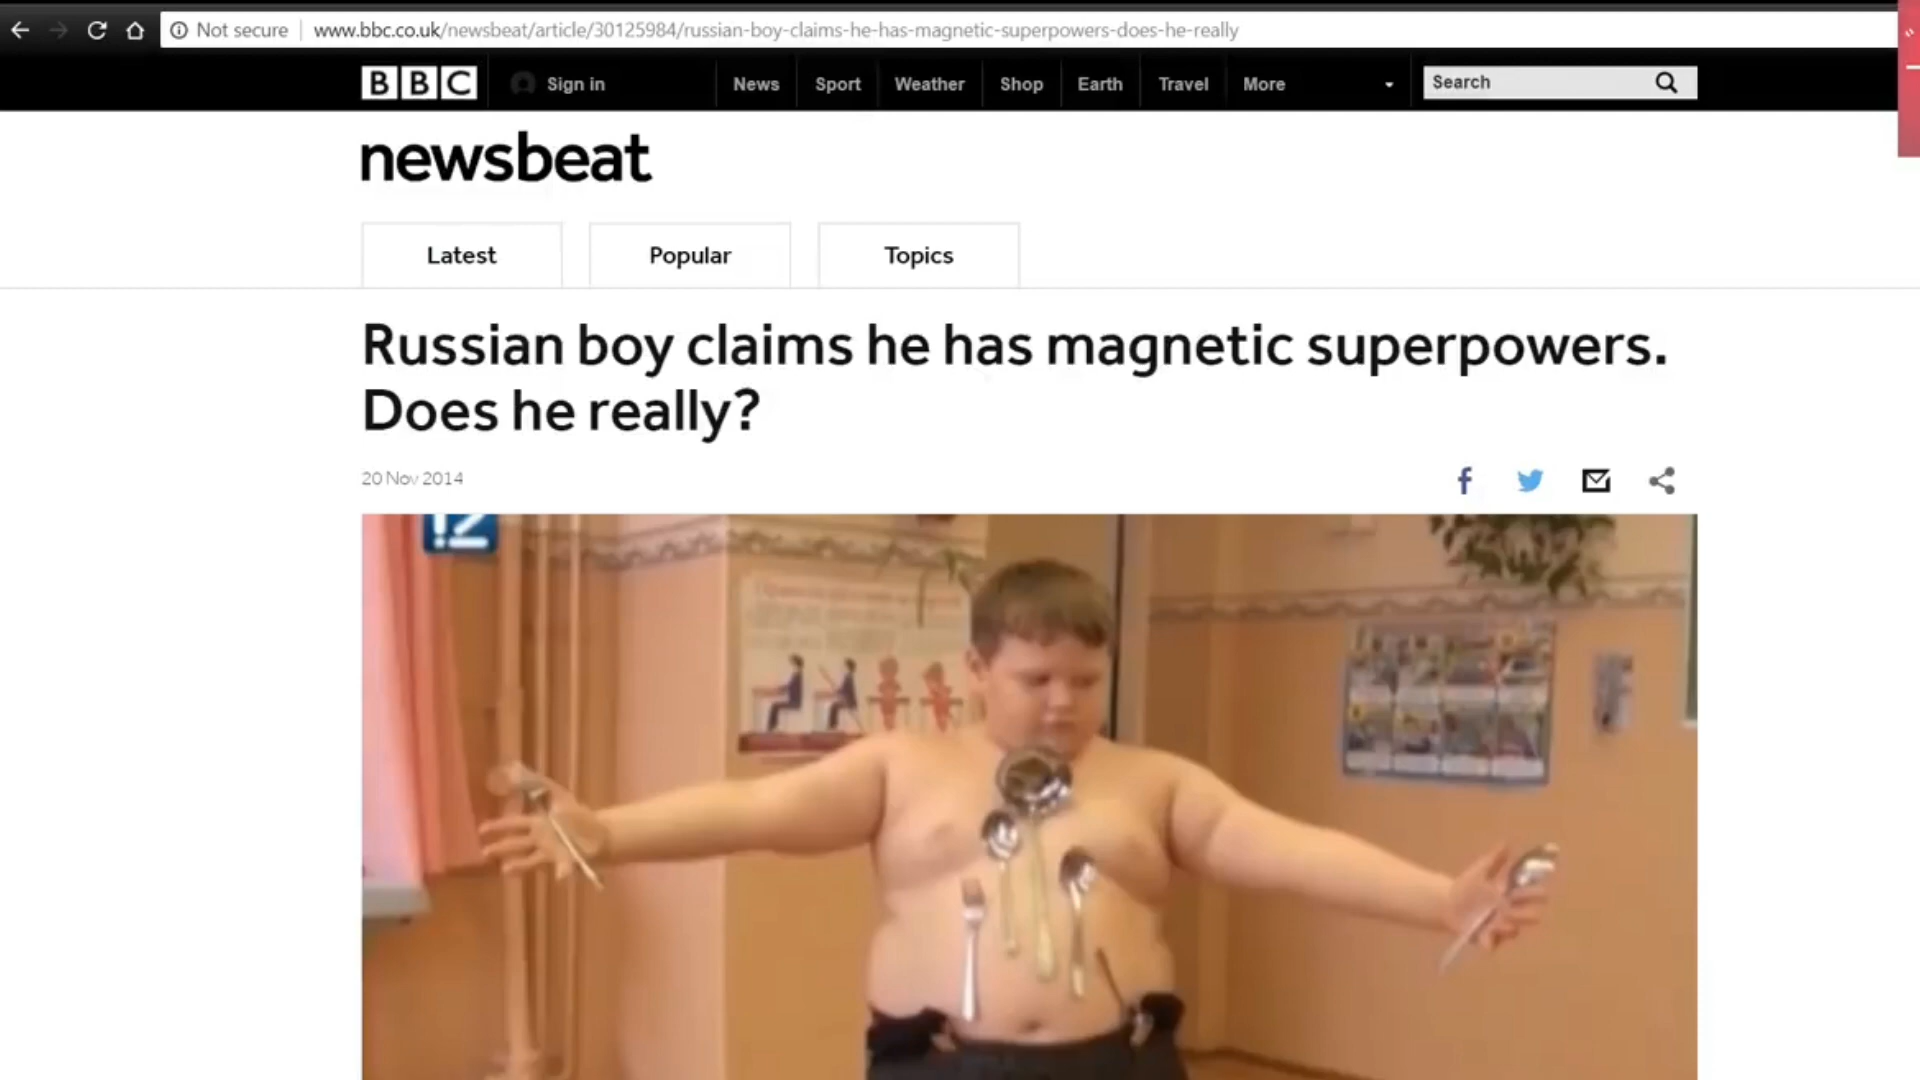 Not secure | www.bbc.co.uk/newsbeat/article/30125984/russian-boy-claims-he-has-magnetic-superpowers-does-he-really
BBC Sign in News Sport Weather Shop Earth Travel More Search
newsbeat
Latest Popular Topics
Russian boy claims he has magnetic superpowers.
Does he really?
20 Nov 2014